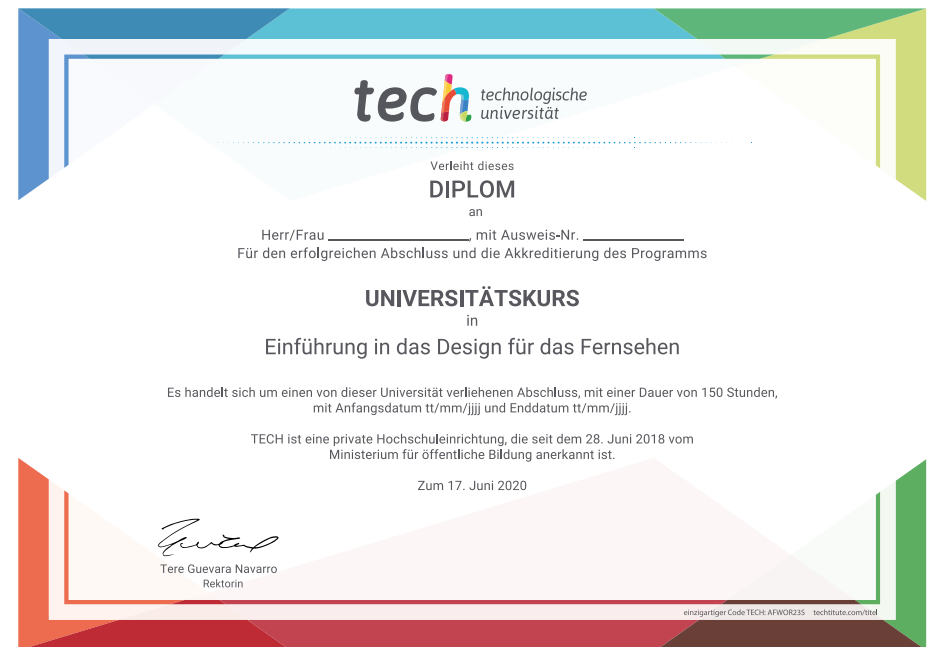 tech technologische
universität
Verleiht dieses
DIPLOM
an
Herr/Frau ____________, mit Ausweis-Nr. ____________
Für den erfolgreichen Abschluss und die Akkreditierung des Programms
UNIVERSITÄTSKURS
in
Einführung in das Design für das Fernsehen
Es handelt sich um einen von dieser Universität verliehenen Abschluss, mit einer Dauer von 150 Stunden,
mit Anfangsdatum tt/mm/jjjj und Enddatum tt/mm/jjjj.
TECH ist eine private Hochschuleinrichtung, die seit dem 28. Juni 2018 vom
Ministerium für öffentliche Bildung anerkannt ist.
Zum 17. Juni 2020
Tere Guevara Navarro
Rektorin
einzigartiger Code TECH: AFWOR23S techtitute.com/titel